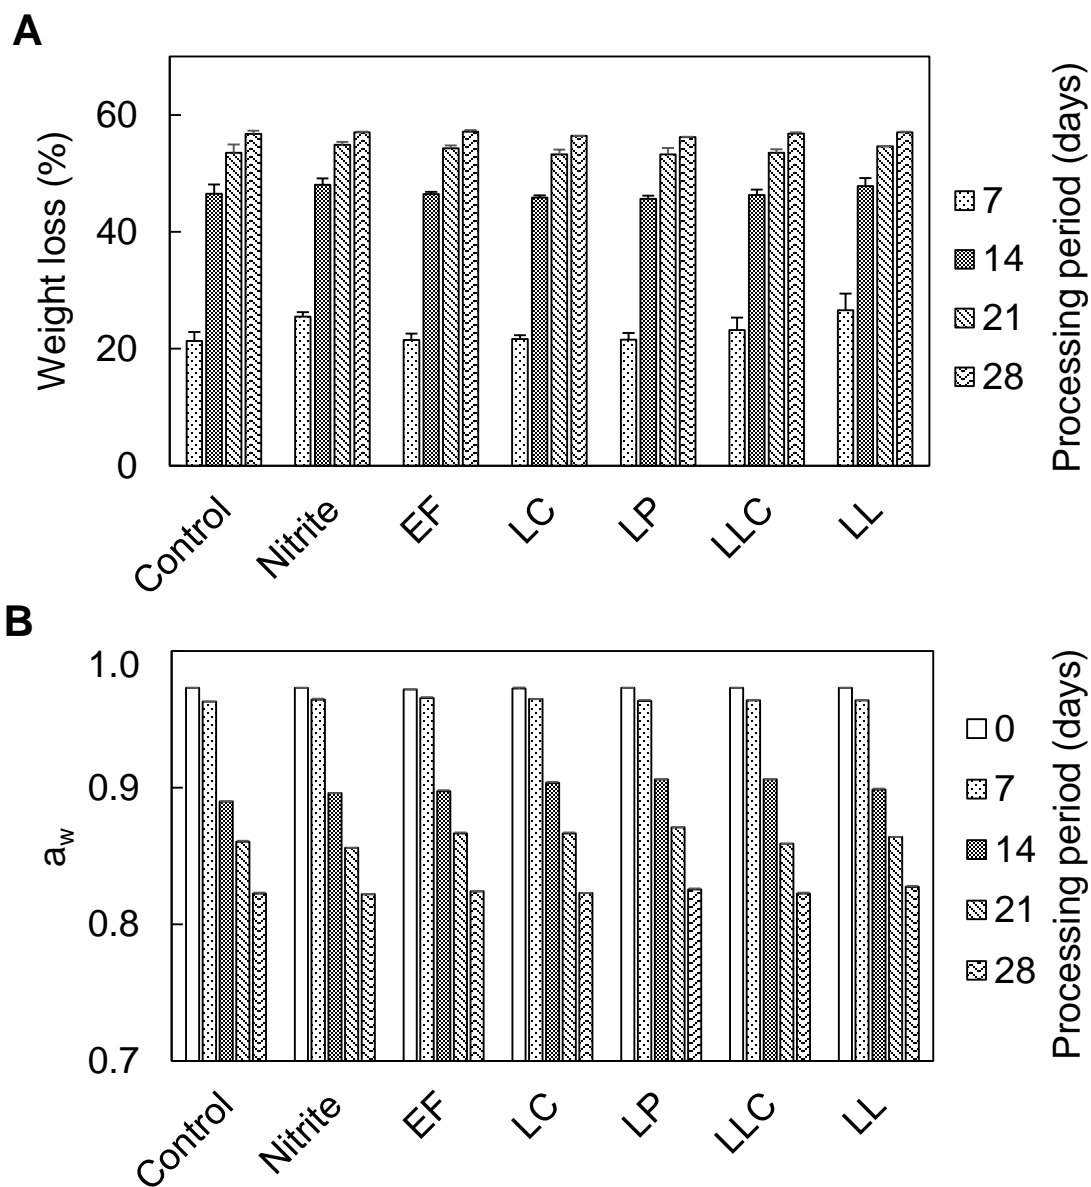 A
60
40
20
0
Weight loss (%)
Control
Nitrite
EF
LC
LP
LLC
LL
7
14
21
28
Processing period (days)
B
1.0
0.9
0.8
0.7
aw
Control
Nitrite
EF
LC
LP
LLC
LL
0
7
14
21
28
Processing period (days)